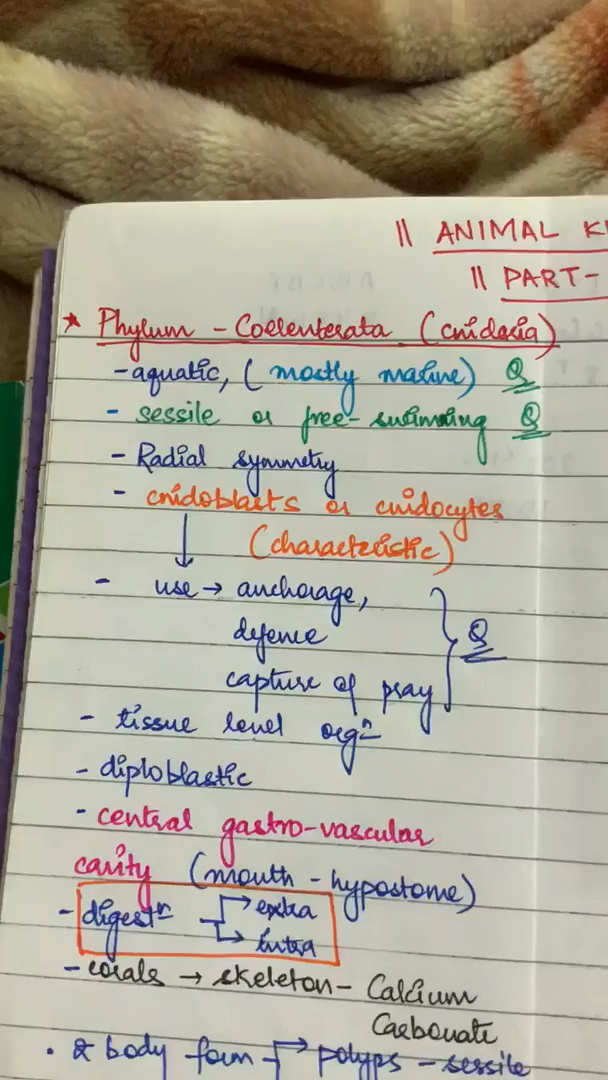 || ANIMAL K
|| PART-
* Phylum - Coelenterata (cnidaria)
- aquatic, (mostly marine) Q
- sessile or free-swimming Q
- Radial symmetry
- cnidoblasts or cnidocytes
(characteristic)
- use → anchorage,
defence
capture of pray
Q
- tissue level orgn
- diploblastic
- central gastro-vascular
cavity (mouth - hypostome)
- digestn → extra
→ intra
- corals → skeleton - Calcium
Carbonate
• 2 body form → polyps - sessile